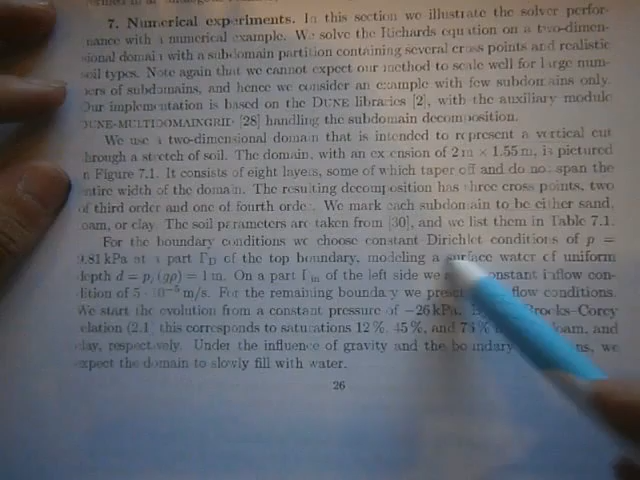 7. Numerical experiments. In this section we illustrate the solver perfor-
mance with a numerical example. We solve the Richards equation on a two-dimen-
sional domain with a subdomain partition containing several cross points and realistic
soil types. Note again that we cannot expect our method to scale well for large num-
bers of subdomains, and hence we consider an example with few subdomains only.
Our implementation is based on the DUNE libraries [2], with the auxiliary module
DUNE-MULTIDOMAINGRID [28] handling the subdomain decomposition.
We use a two-dimensional domain that is intended to represent a vertical cut
through a stretch of soil. The domain, with an extension of 2 m × 1.55 m, is pictured
in Figure 7.1. It consists of eight layers, some of which taper off and do not span the
entire width of the domain. The resulting decomposition has three cross points, two
of third order and one of fourth order. We mark each subdomain to be either sand,
loam, or clay. The soil parameters are taken from [30], and we list them in Table 7.1.
For the boundary conditions we choose constant Dirichlet conditions of p =
9.81 kPa at a part Γ_D of the top boundary, modeling a surface water of uniform
depth d = p/(gρ) = 1 m. On a part Γ_in of the left side we constant inflow con-
dition of 5 · 10⁻⁵ m/s. For the remaining boundary we flow conditions.
We start the evolution from a constant pressure of −26 kPa. Brooks–Corey
relation (2.1 this corresponds to saturations 12 %, 45 %, and loam, and
clay, respectively. Under the influence of gravity and the boundary we
expect the domain to slowly fill with water.
26